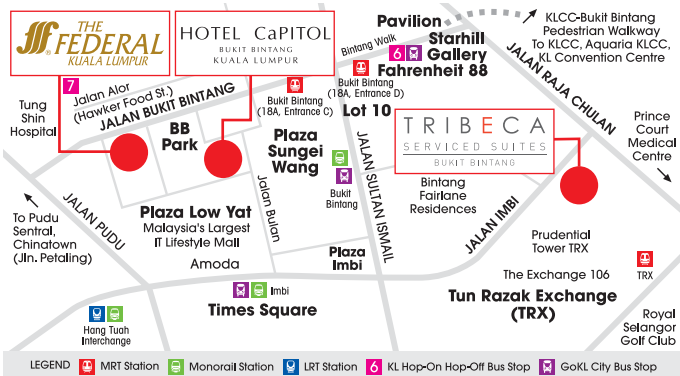 THE
FEDERAL
KUALA LUMPUR
HOTEL CaPITOL
BUKIT BINTANG
KUALA LUMPUR
Pavilion
Bintang Walk
6
Starhill
Gallery
Fahrenheit 88
KLCC-Bukit Bintang
Pedestrian Walkway
To KLCC, Aquaria KLCC,
KL Convention Centre
JALAN RAJA CHULAN
7
Jalan Alor
(Hawker Food St.)
JALAN BUKIT BINTANG
Tung
Shin
Hospital
Bukit Bintang
(18A, Entrance C)
Bukit Bintang
(18A, Entrance D)
Lot 10
BB
Park
Plaza
Sungei
Wang
TRIBECA
SERVICED SUITES
BUKIT BINTANG
Prince
Court
Medical
Centre
Bukit
Bintang
JALAN SULTAN ISMAIL
Bintang
Fairlane
Residences
JALAN IMBI
To Pudu
Sentral,
Chinatown
(Jln. Petaling)
JALAN PUDU
Plaza Low Yat
Malaysia's Largest
IT Lifestyle Mall
Jalan Bulan
Amoda
Plaza
Imbi
Prudential
Tower TRX
The Exchange 106
TRX
Tun Razak Exchange
(TRX)
Imbi
Times Square
Hang Tuah
Interchange
Royal
Selangor
Golf Club
LEGEND MRT Station Monorail Station LRT Station 6 KL Hop-On Hop-Off Bus Stop GoKL City Bus Stop